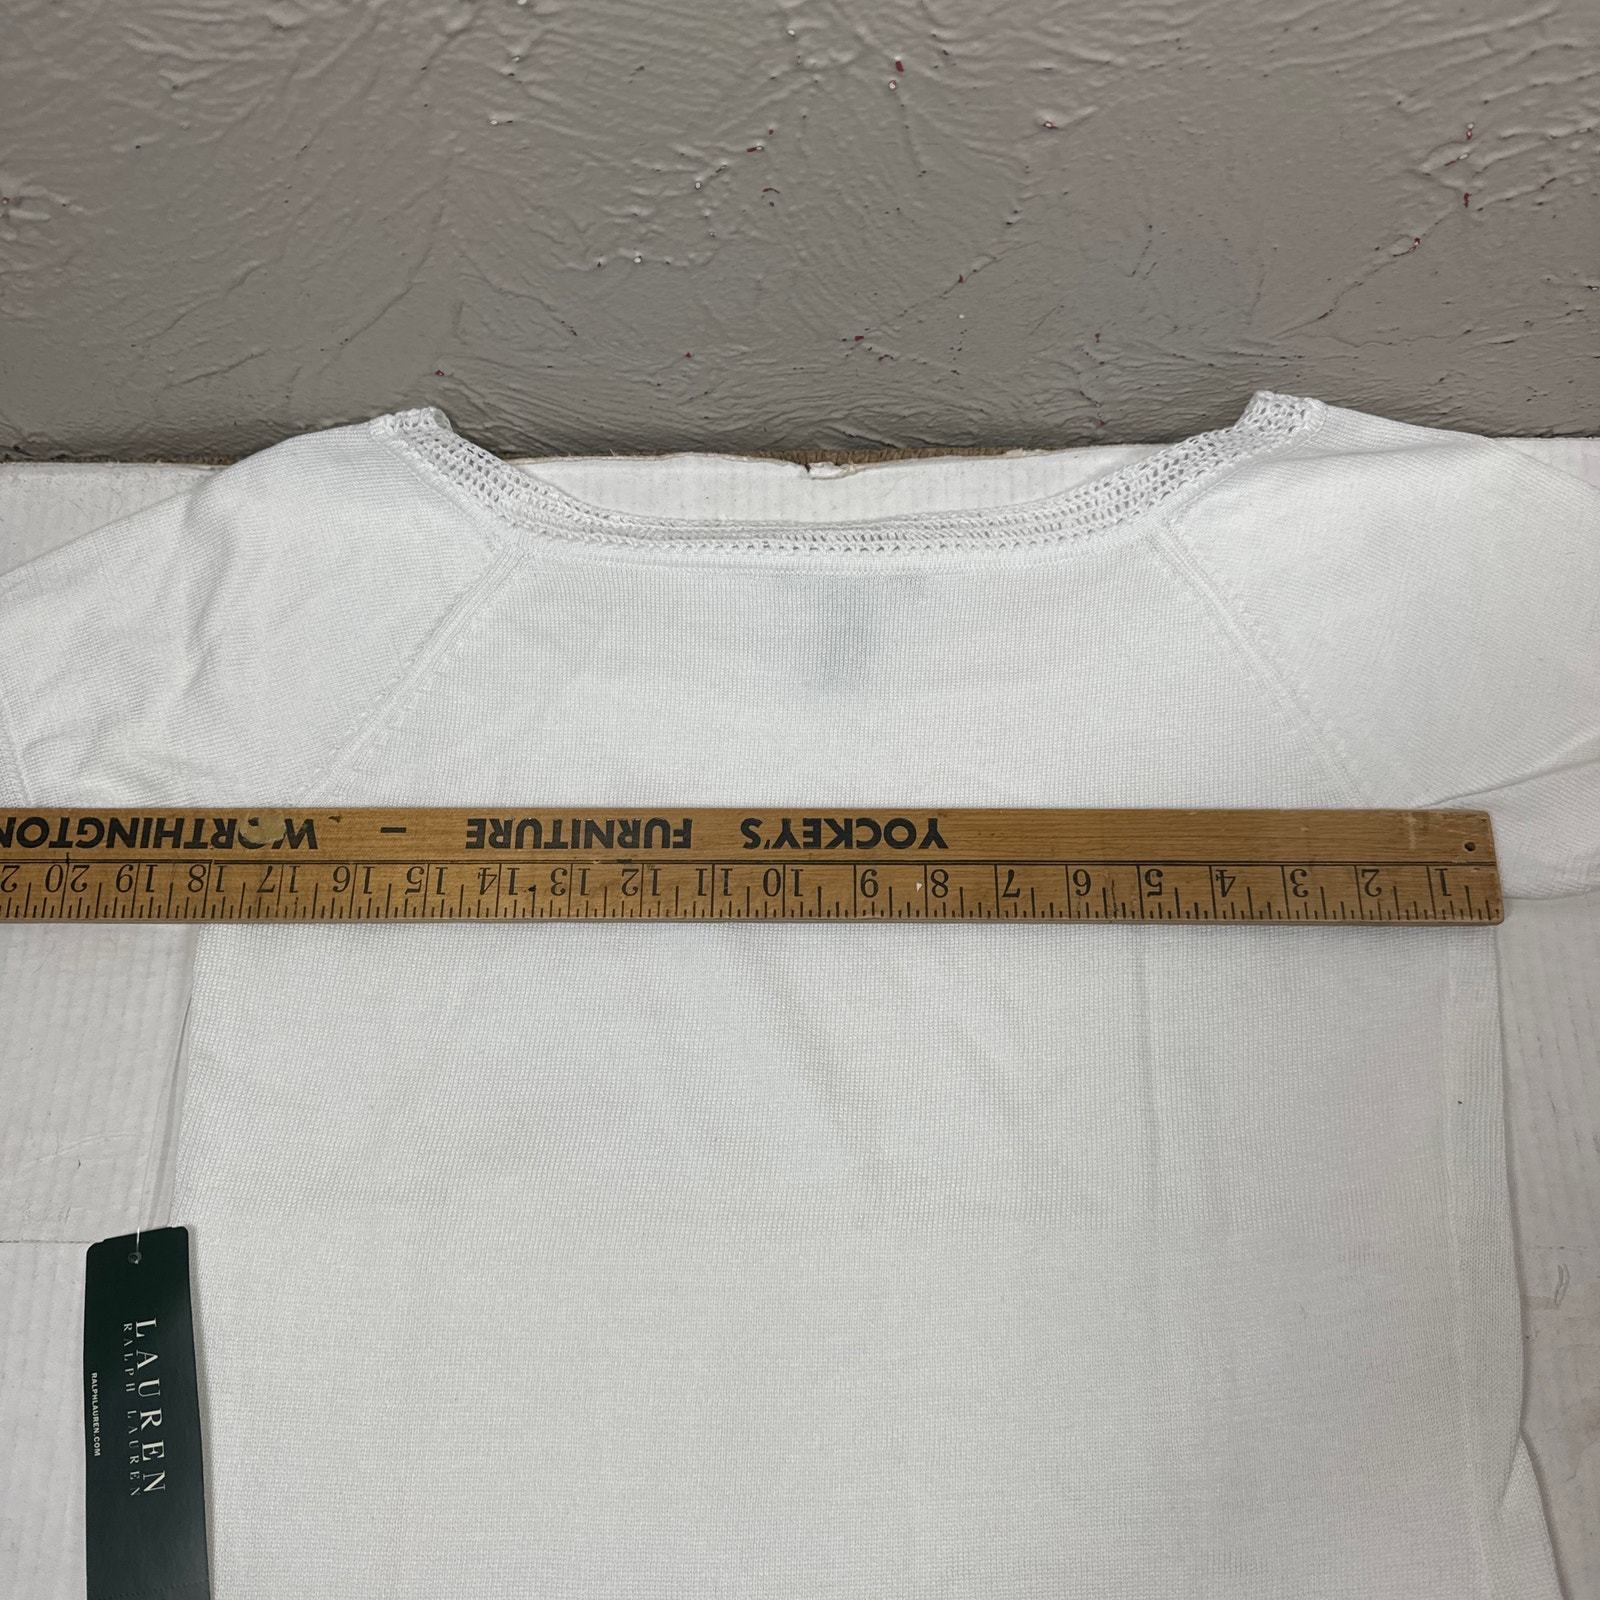 YOCKEY'S FURNITURE - WORTHINGTON
1 2 3 4 5 6 7 8 9 10 11 12 13 14 15 16 17 18 19 20
LAUREN
RALPH LAUREN
RALPHLAUREN.COM